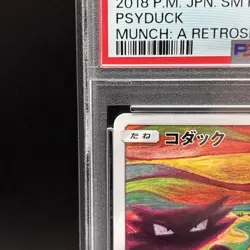 2018 P.M. JPN. SM
PSYDUCK
MUNCH: A RETROS
たね コダック